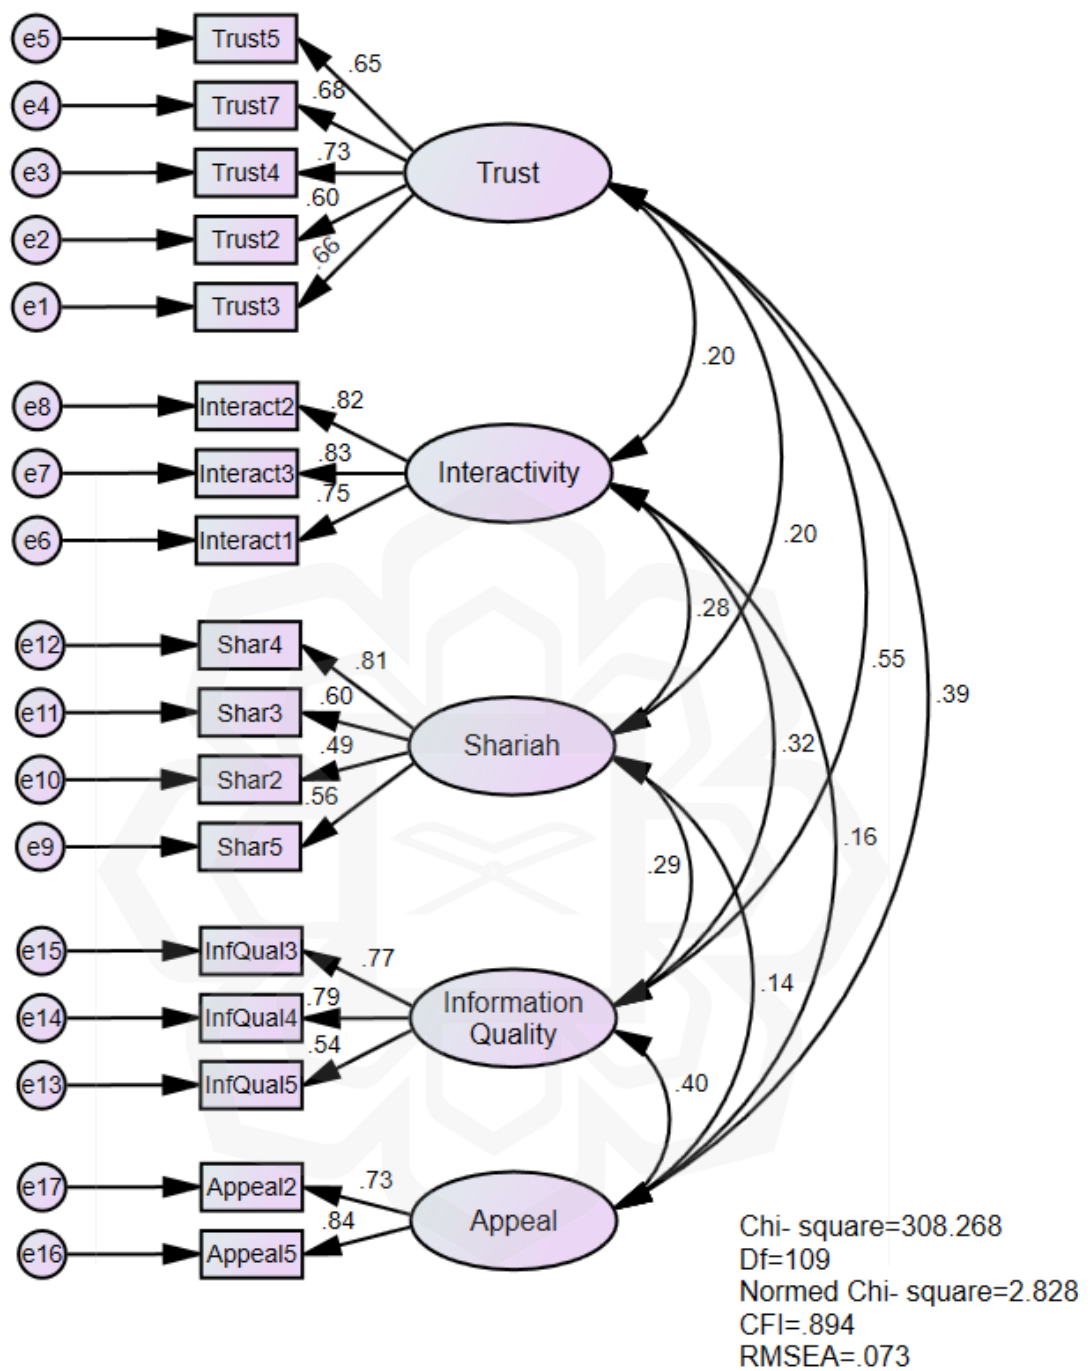 e5 Trust5 .65
e4 Trust7 .68
e3 Trust4 .73
e2 Trust2 .60
e1 Trust3 .66
Trust
.20
e8 Interact2 .82
e7 Interact3 .83
e6 Interact1 .75
Interactivity
.20
.28
e12 Shar4 .81
e11 Shar3 .60
e10 Shar2 .49
e9 Shar5 .56
Shariah
.55
.39
.32
.16
.29
e15 InfQual3 .77
e14 InfQual4 .79
e13 InfQual5 .54
Information
Quality
.14
.40
e17 Appeal2 .73
e16 Appeal5 .84
Appeal
Chi- square=308.268
Df=109
Normed Chi- square=2.828
CFI=.894
RMSEA=.073